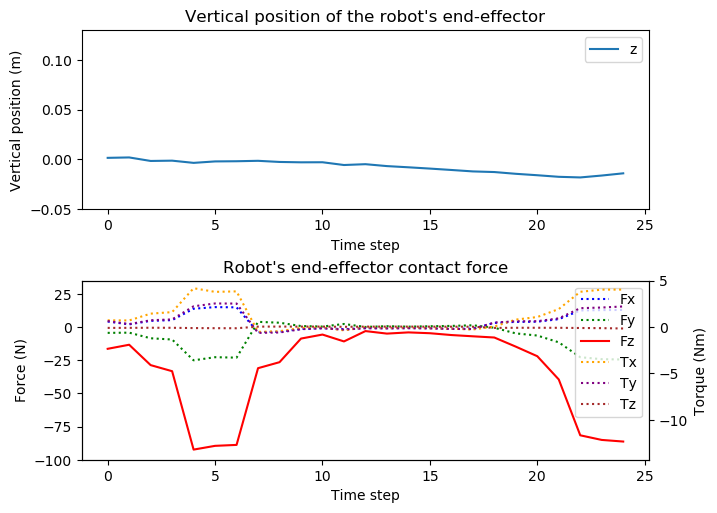 Vertical position of the robot's end-effector
Vertical position (m)
0.10
0.05
0.00
−0.05
z
0 5 10 15 20 25
Time step
Robot's end-effector contact force
Force (N)
25
0
−25
−50
−75
−100
Fx
Fy
Fz
Tx
Ty
Tz
5
0
−5
−10
Torque (Nm)
0 5 10 15 20 25
Time step